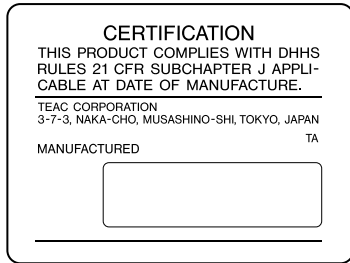 CERTIFICATION
THIS PRODUCT COMPLIES WITH DHHS
RULES 21 CFR SUBCHAPTER J APPLI-
CABLE AT DATE OF MANUFACTURE.
TEAC CORPORATION
3-7-3, NAKA-CHO, MUSASHINO-SHI, TOKYO, JAPAN
TA
MANUFACTURED